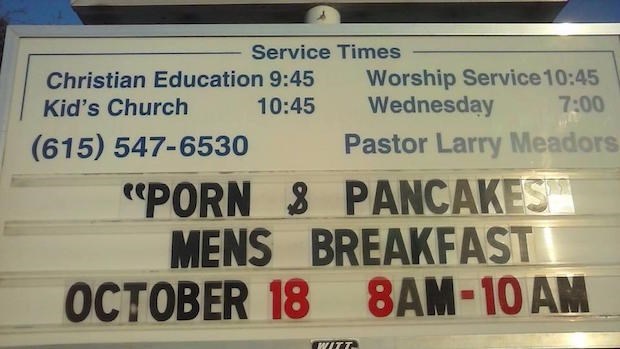 Service Times
Christian Education 9:45 Worship Service 10:45
Kid's Church 10:45 Wednesday 7:00
(615) 547-6530 Pastor Larry Meadors
"PORN & PANCAKES"
MENS BREAKFAST
OCTOBER 18 8AM-10AM
WITT